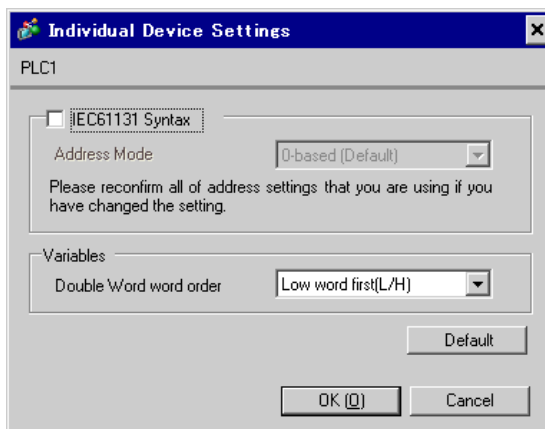 Individual Device Settings
PLC1
IEC61131 Syntax
Address Mode
0-based (Default)
Please reconfirm all of address settings that you are using if you
have changed the setting.
Variables
Double Word word order
Low word first(L/H)
Default
OK (O)
Cancel